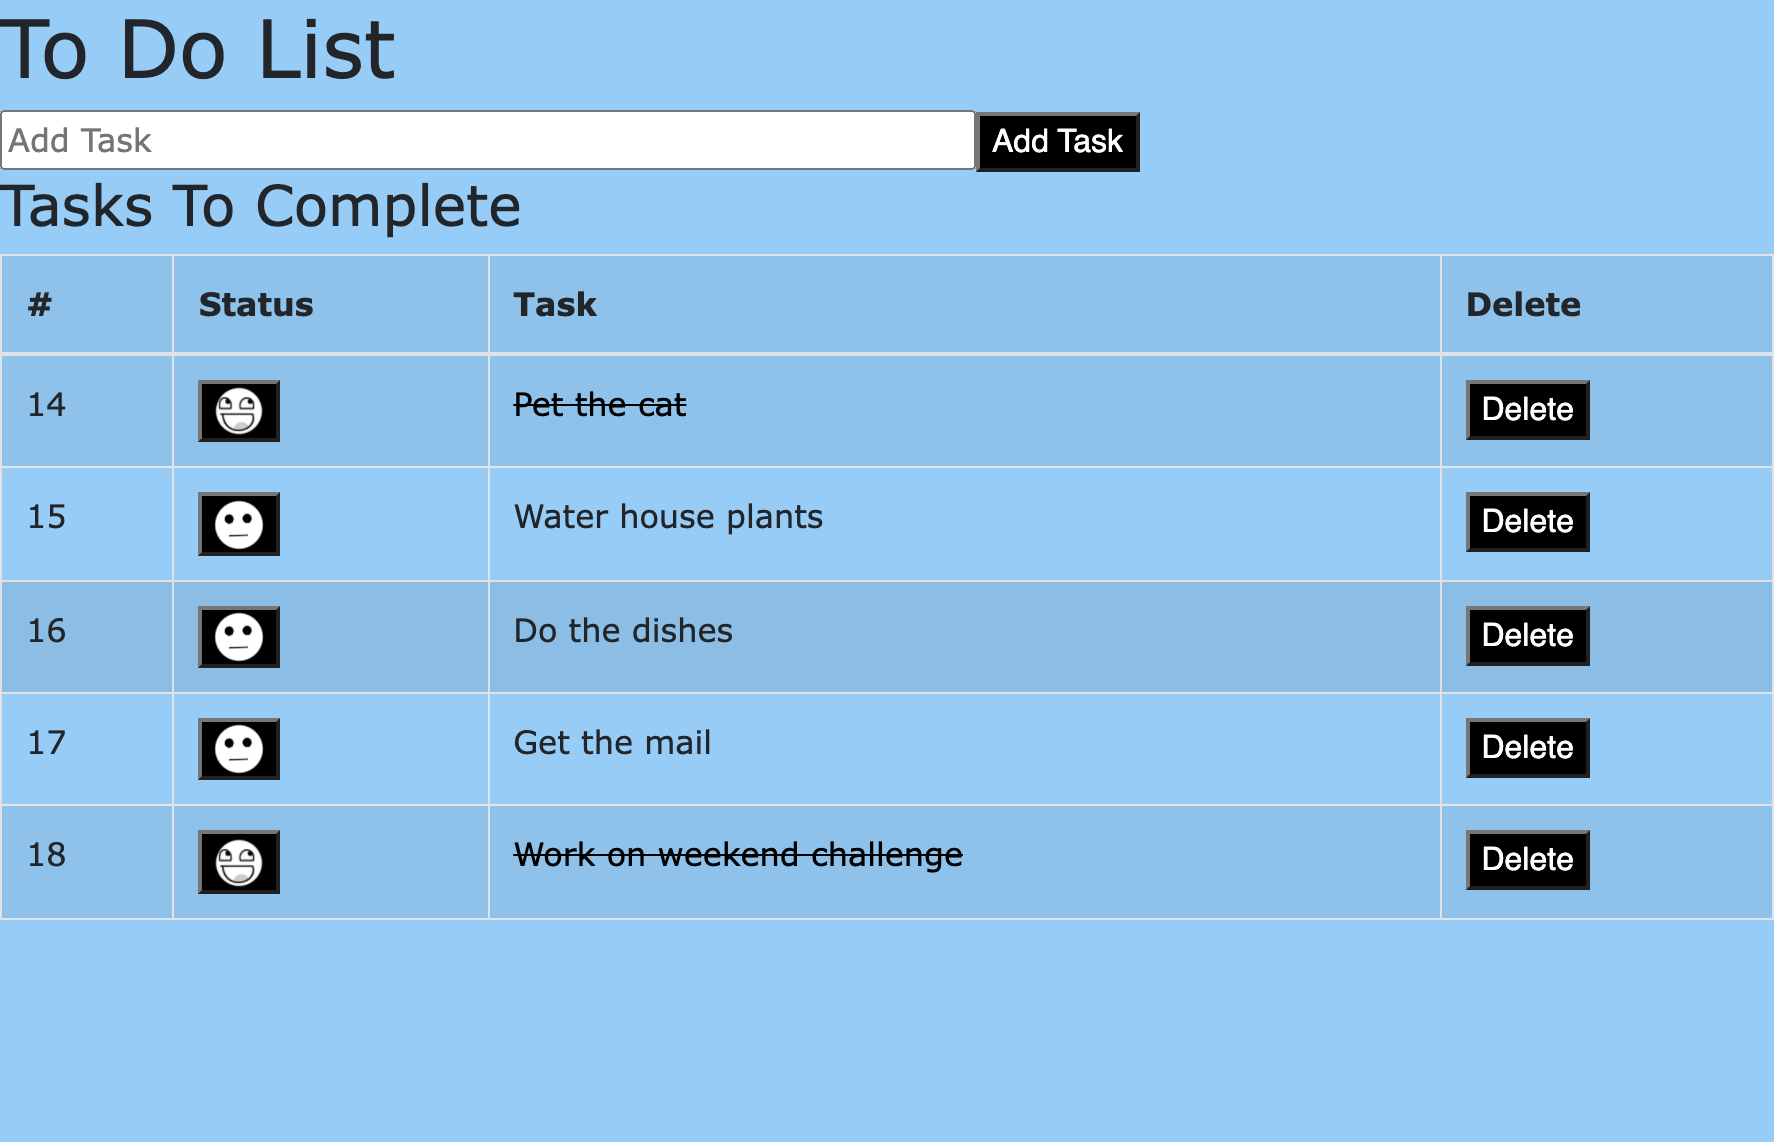 To Do List
Add Task Add Task
Tasks To Complete
# Status Task Delete
14 Pet the cat Delete
15 Water house plants Delete
16 Do the dishes Delete
17 Get the mail Delete
18 Work on weekend challenge Delete